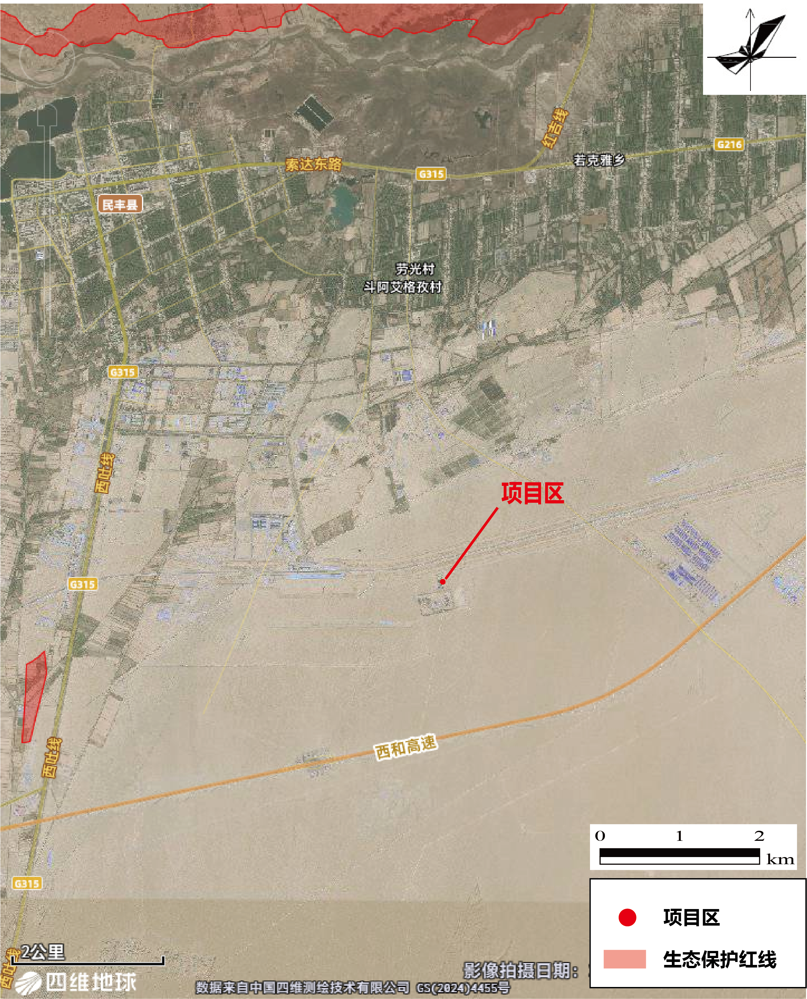 红吉线
G216
索达东路
G315
若克雅乡
民丰县
劳光村
斗阿艾格孜村
G315
西吐线
项目区
G315
西吐线
西和高速
0 1 2
km
G315
项目区
生态保护红线
2公里
西吐线
四维地球
影像拍摄日期:
数据来自中国四维测绘技术有限公司 GS(2024)4455号